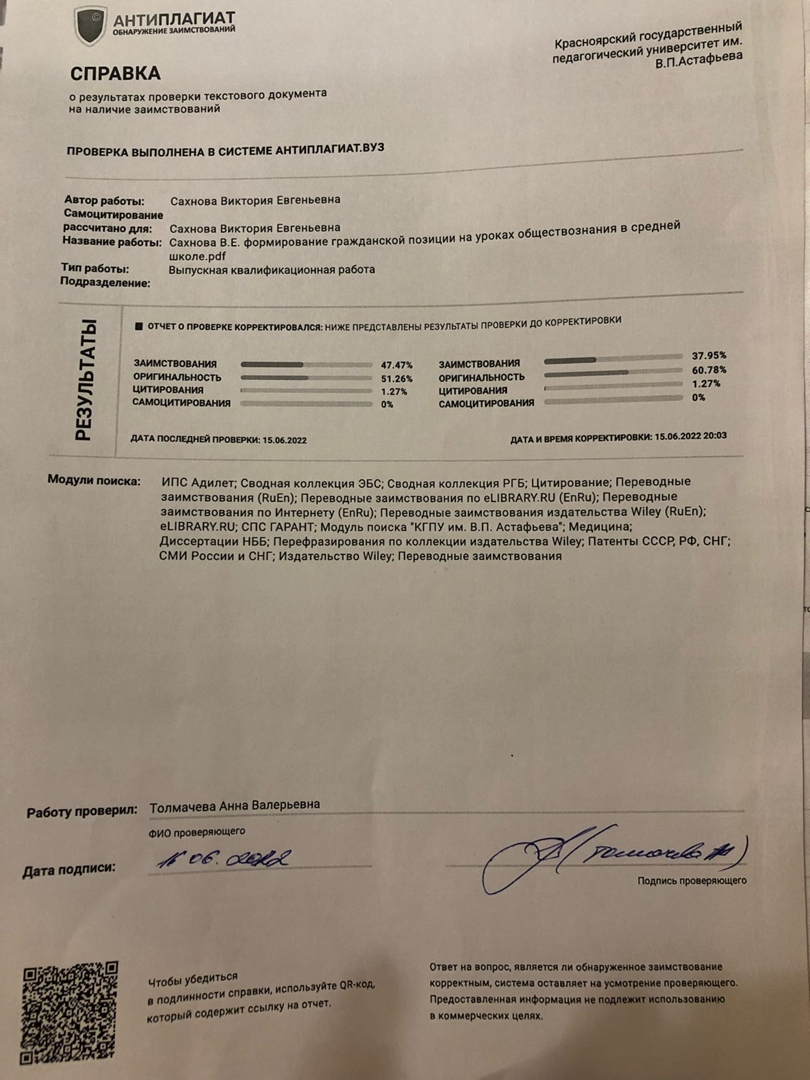 АНТИПЛАГИАТ
ОБНАРУЖЕНИЕ ЗАИМСТВОВАНИЙ
Красноярский государственный
педагогический университет им.
В.П.Астафьева
СПРАВКА
о результатах проверки текстового документа
на наличие заимствований
ПРОВЕРКА ВЫПОЛНЕНА В СИСТЕМЕ АНТИПЛАГИАТ.ВУЗ
Автор работы: Сахнова Виктория Евгеньевна
Самоцитирование
рассчитано для: Сахнова Виктория Евгеньевна
Название работы: Сахнова В.Е. формирование гражданской позиции на уроках обществознания в средней
школе.pdf
Тип работы: Выпускная квалификационная работа
Подразделение:
РЕЗУЛЬТАТЫ
ОТЧЕТ О ПРОВЕРКЕ КОРРЕКТИРОВАЛСЯ: НИЖЕ ПРЕДСТАВЛЕНЫ РЕЗУЛЬТАТЫ ПРОВЕРКИ ДО КОРРЕКТИРОВКИ
ЗАИМСТВОВАНИЯ 47.47%
ОРИГИНАЛЬНОСТЬ 51.26%
ЦИТИРОВАНИЯ 1.27%
САМОЦИТИРОВАНИЯ 0%
ДАТА ПОСЛЕДНЕЙ ПРОВЕРКИ: 15.06.2022
ЗАИМСТВОВАНИЯ 37.95%
ОРИГИНАЛЬНОСТЬ 60.78%
ЦИТИРОВАНИЯ 1.27%
САМОЦИТИРОВАНИЯ 0%
ДАТА И ВРЕМЯ КОРРЕКТИРОВКИ: 15.06.2022 20:03
Модули поиска: ИПС Адилет; Сводная коллекция ЭБС; Сводная коллекция РГБ; Цитирование; Переводные
заимствования (RuEn); Переводные заимствования по eLIBRARY.RU (EnRu); Переводные
заимствования по Интернету (EnRu); Переводные заимствования издательства Wiley (RuEn);
eLIBRARY.RU; СПС ГАРАНТ; Модуль поиска "КГПУ им. В.П. Астафьева"; Медицина;
Диссертации НББ; Перефразирования по коллекции издательства Wiley; Патенты СССР, РФ, СНГ;
СМИ России и СНГ; Издательство Wiley; Переводные заимствования
Работу проверил: Толмачева Анна Валерьевна
ФИО проверяющего
Дата подписи: 06.2022
Подпись проверяющего
Чтобы убедиться
в подлинности справки, используйте QR-код,
который содержит ссылку на отчет.
Ответ на вопрос, является ли обнаруженное заимствование
корректным, система оставляет на усмотрение проверяющего.
Предоставленная информация не подлежит использованию
в коммерческих целях.